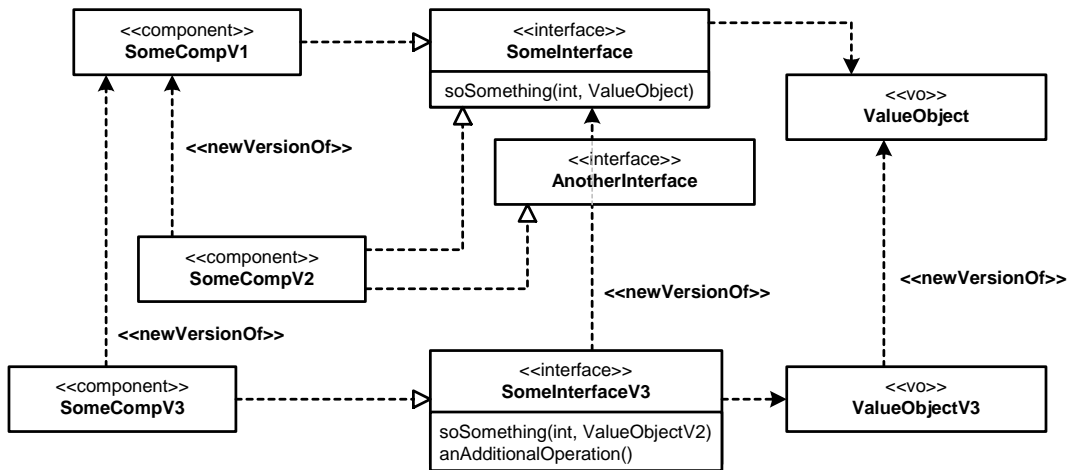 <<component>>
SomeCompV1
<<interface>>
SomeInterface
soSomething(int, ValueObject)
<<vo>>
ValueObject
<<newVersionOf>>
<<interface>>
AnotherInterface
<<component>>
SomeCompV2
<<newVersionOf>>
<<newVersionOf>>
<<newVersionOf>>
<<component>>
SomeCompV3
<<interface>>
SomeInterfaceV3
soSomething(int, ValueObjectV2)
anAdditionalOperation()
<<vo>>
ValueObjectV3